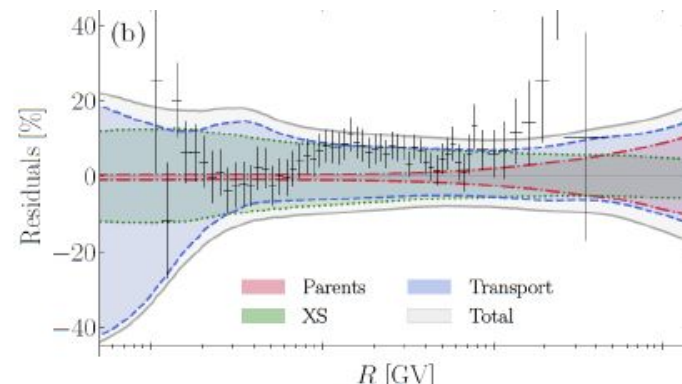 (b)
40
20
0
−20
−40
Residuals [%]
Parents
Transport
XS
Total
R [GV]